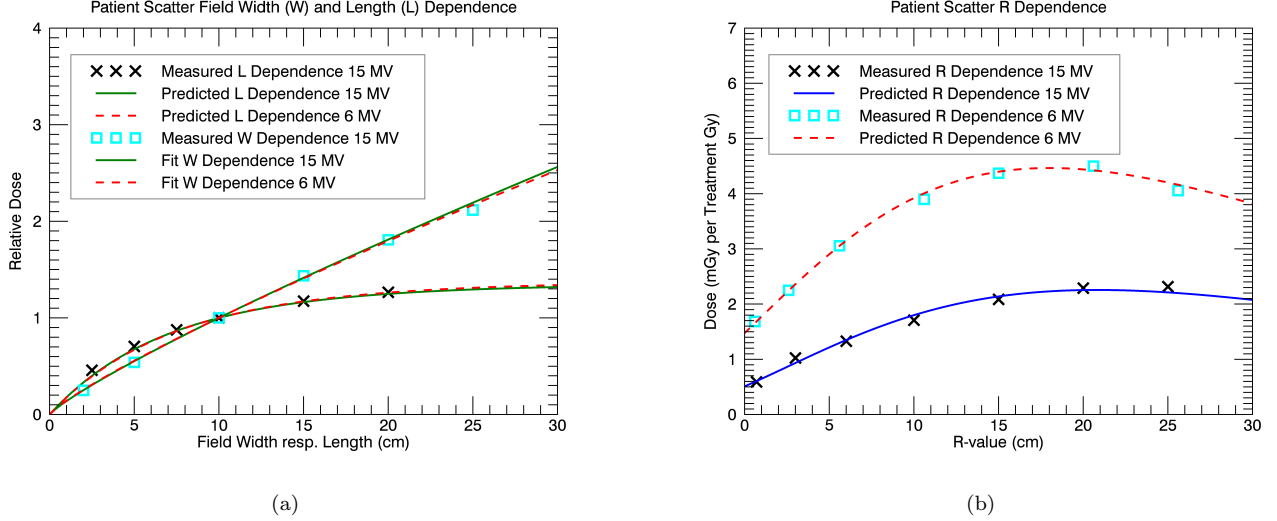 Patient Scatter Field Width (W) and Length (L) Dependence
4
3
2
1
0
Relative Dose
Measured L Dependence 15 MV
Predicted L Dependence 15 MV
Predicted L Dependence 6 MV
Measured W Dependence 15 MV
Fit W Dependence 15 MV
Fit W Dependence 6 MV
0 5 10 15 20 25 30
Field Width resp. Length (cm)
(a)
Patient Scatter R Dependence
7
6
5
4
3
2
1
0
Dose (mGy per Treatment Gy)
Measured R Dependence 15 MV
Predicted R Dependence 15 MV
Measured R Dependence 6 MV
Predicted R Dependence 6 MV
0 5 10 15 20 25 30
R-value (cm)
(b)